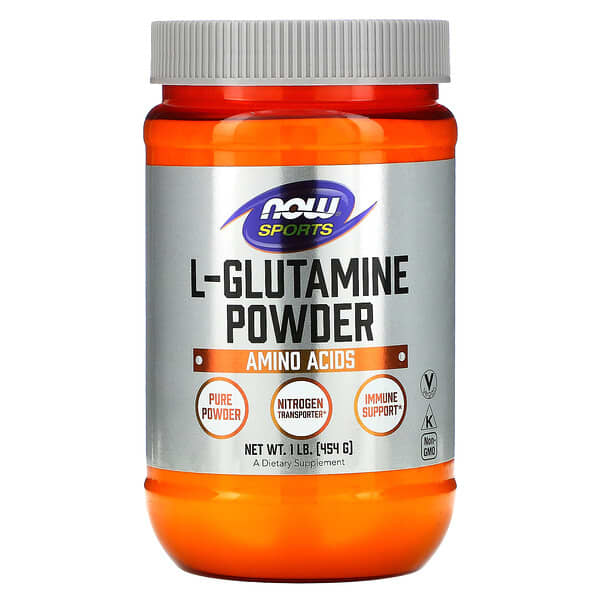 NOW®
SPORTS
L-GLUTAMINE
POWDER
AMINO ACIDS
PURE
POWDER
NITROGEN
TRANSPORTER*
IMMUNE
SUPPORT*
V
K
Non-
GMO
NET WT. 1 LB. (454 G)
A Dietary Supplement